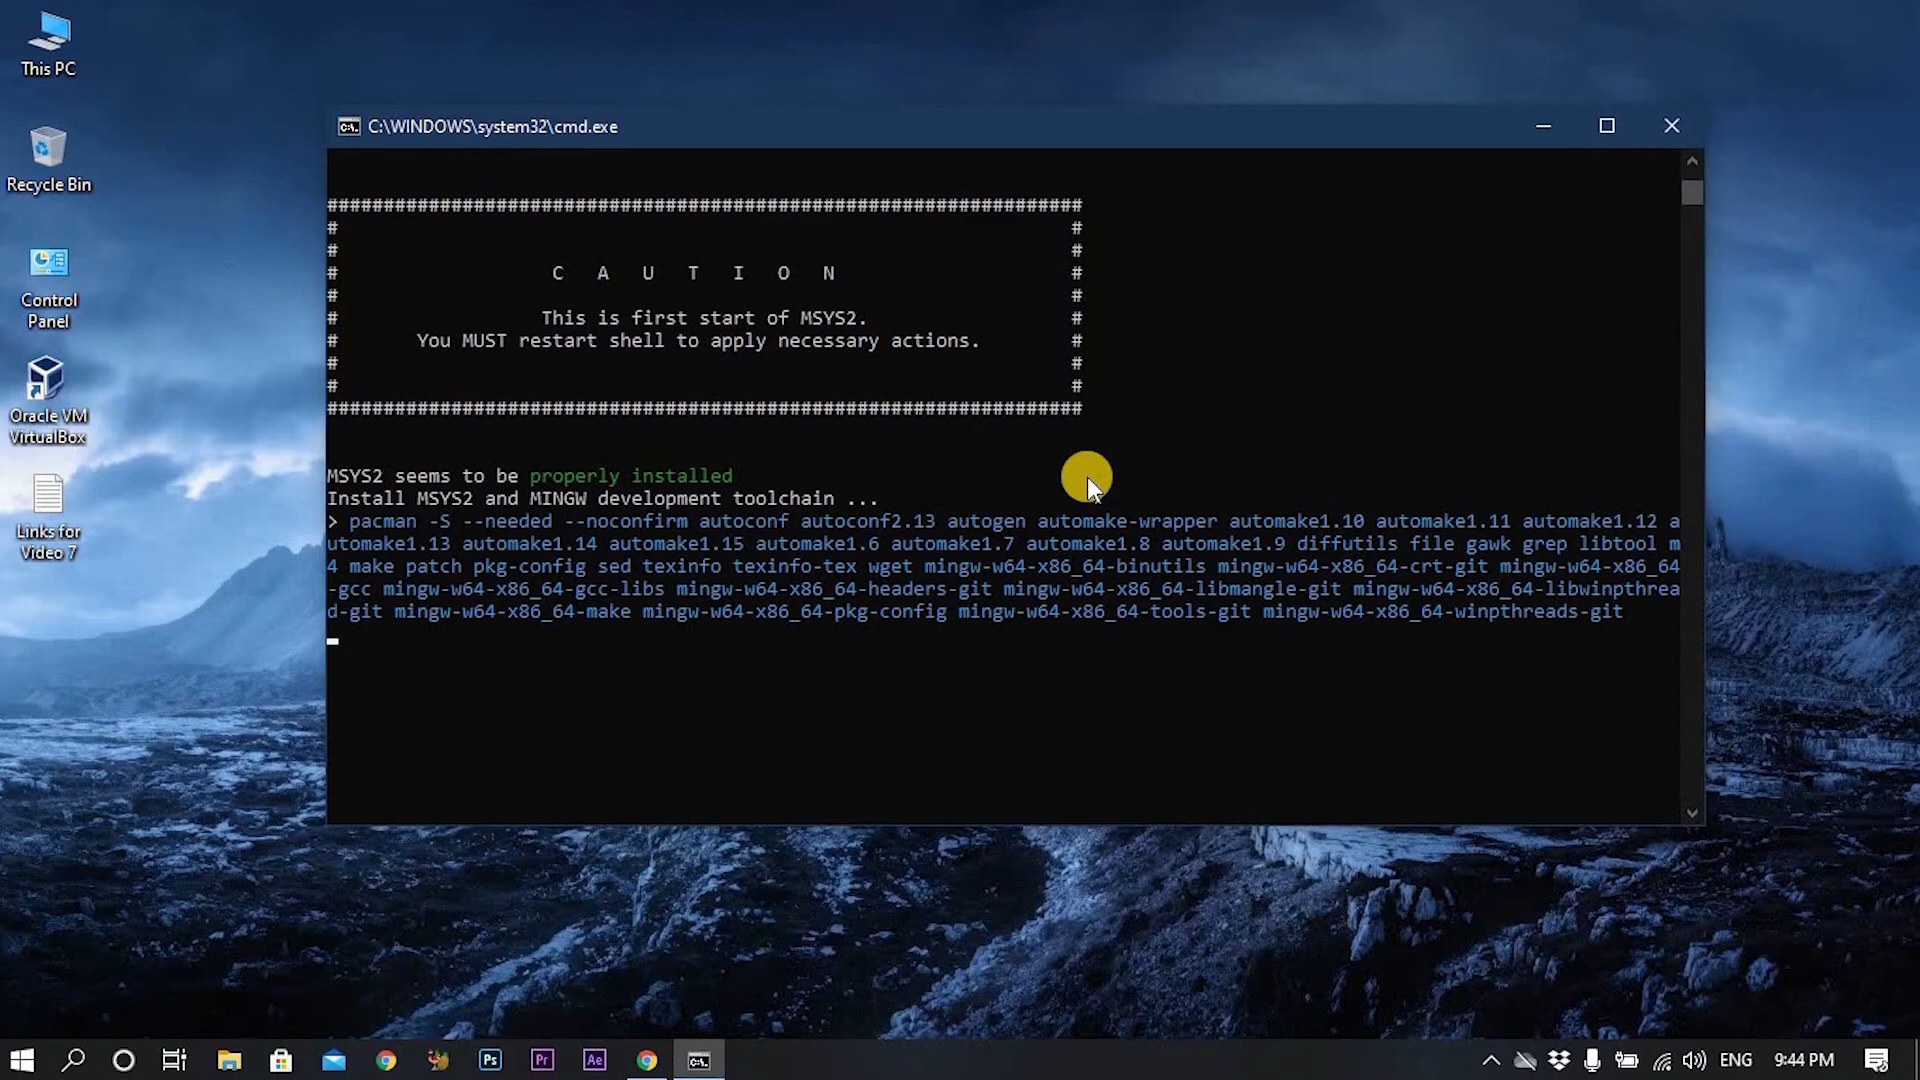 This PC
Recycle Bin
Control
Panel
Oracle VM
VirtualBox
Links for
Video 7
C:\WINDOWS\system32\cmd.exe
###################################################################
# #
# #
# C A U T I O N #
# #
# This is first start of MSYS2. #
# You MUST restart shell to apply necessary actions. #
# #
# #
###################################################################
MSYS2 seems to be properly installed
Install MSYS2 and MINGW development toolchain ...
> pacman -S --needed --noconfirm autoconf autoconf2.13 autogen automake-wrapper automake1.10 automake1.11 automake1.12 a
utomake1.13 automake1.14 automake1.15 automake1.6 automake1.7 automake1.8 automake1.9 diffutils file gawk grep libtool m
4 make patch pkg-config sed texinfo texinfo-tex wget mingw-w64-x86_64-binutils mingw-w64-x86_64-crt-git mingw-w64-x86_64
-gcc mingw-w64-x86_64-gcc-libs mingw-w64-x86_64-headers-git mingw-w64-x86_64-libmangle-git mingw-w64-x86_64-libwinpthrea
d-git mingw-w64-x86_64-make mingw-w64-x86_64-pkg-config mingw-w64-x86_64-tools-git mingw-w64-x86_64-winpthreads-git
Ps
Pr
Ae
C:\.
ENG
9:44 PM